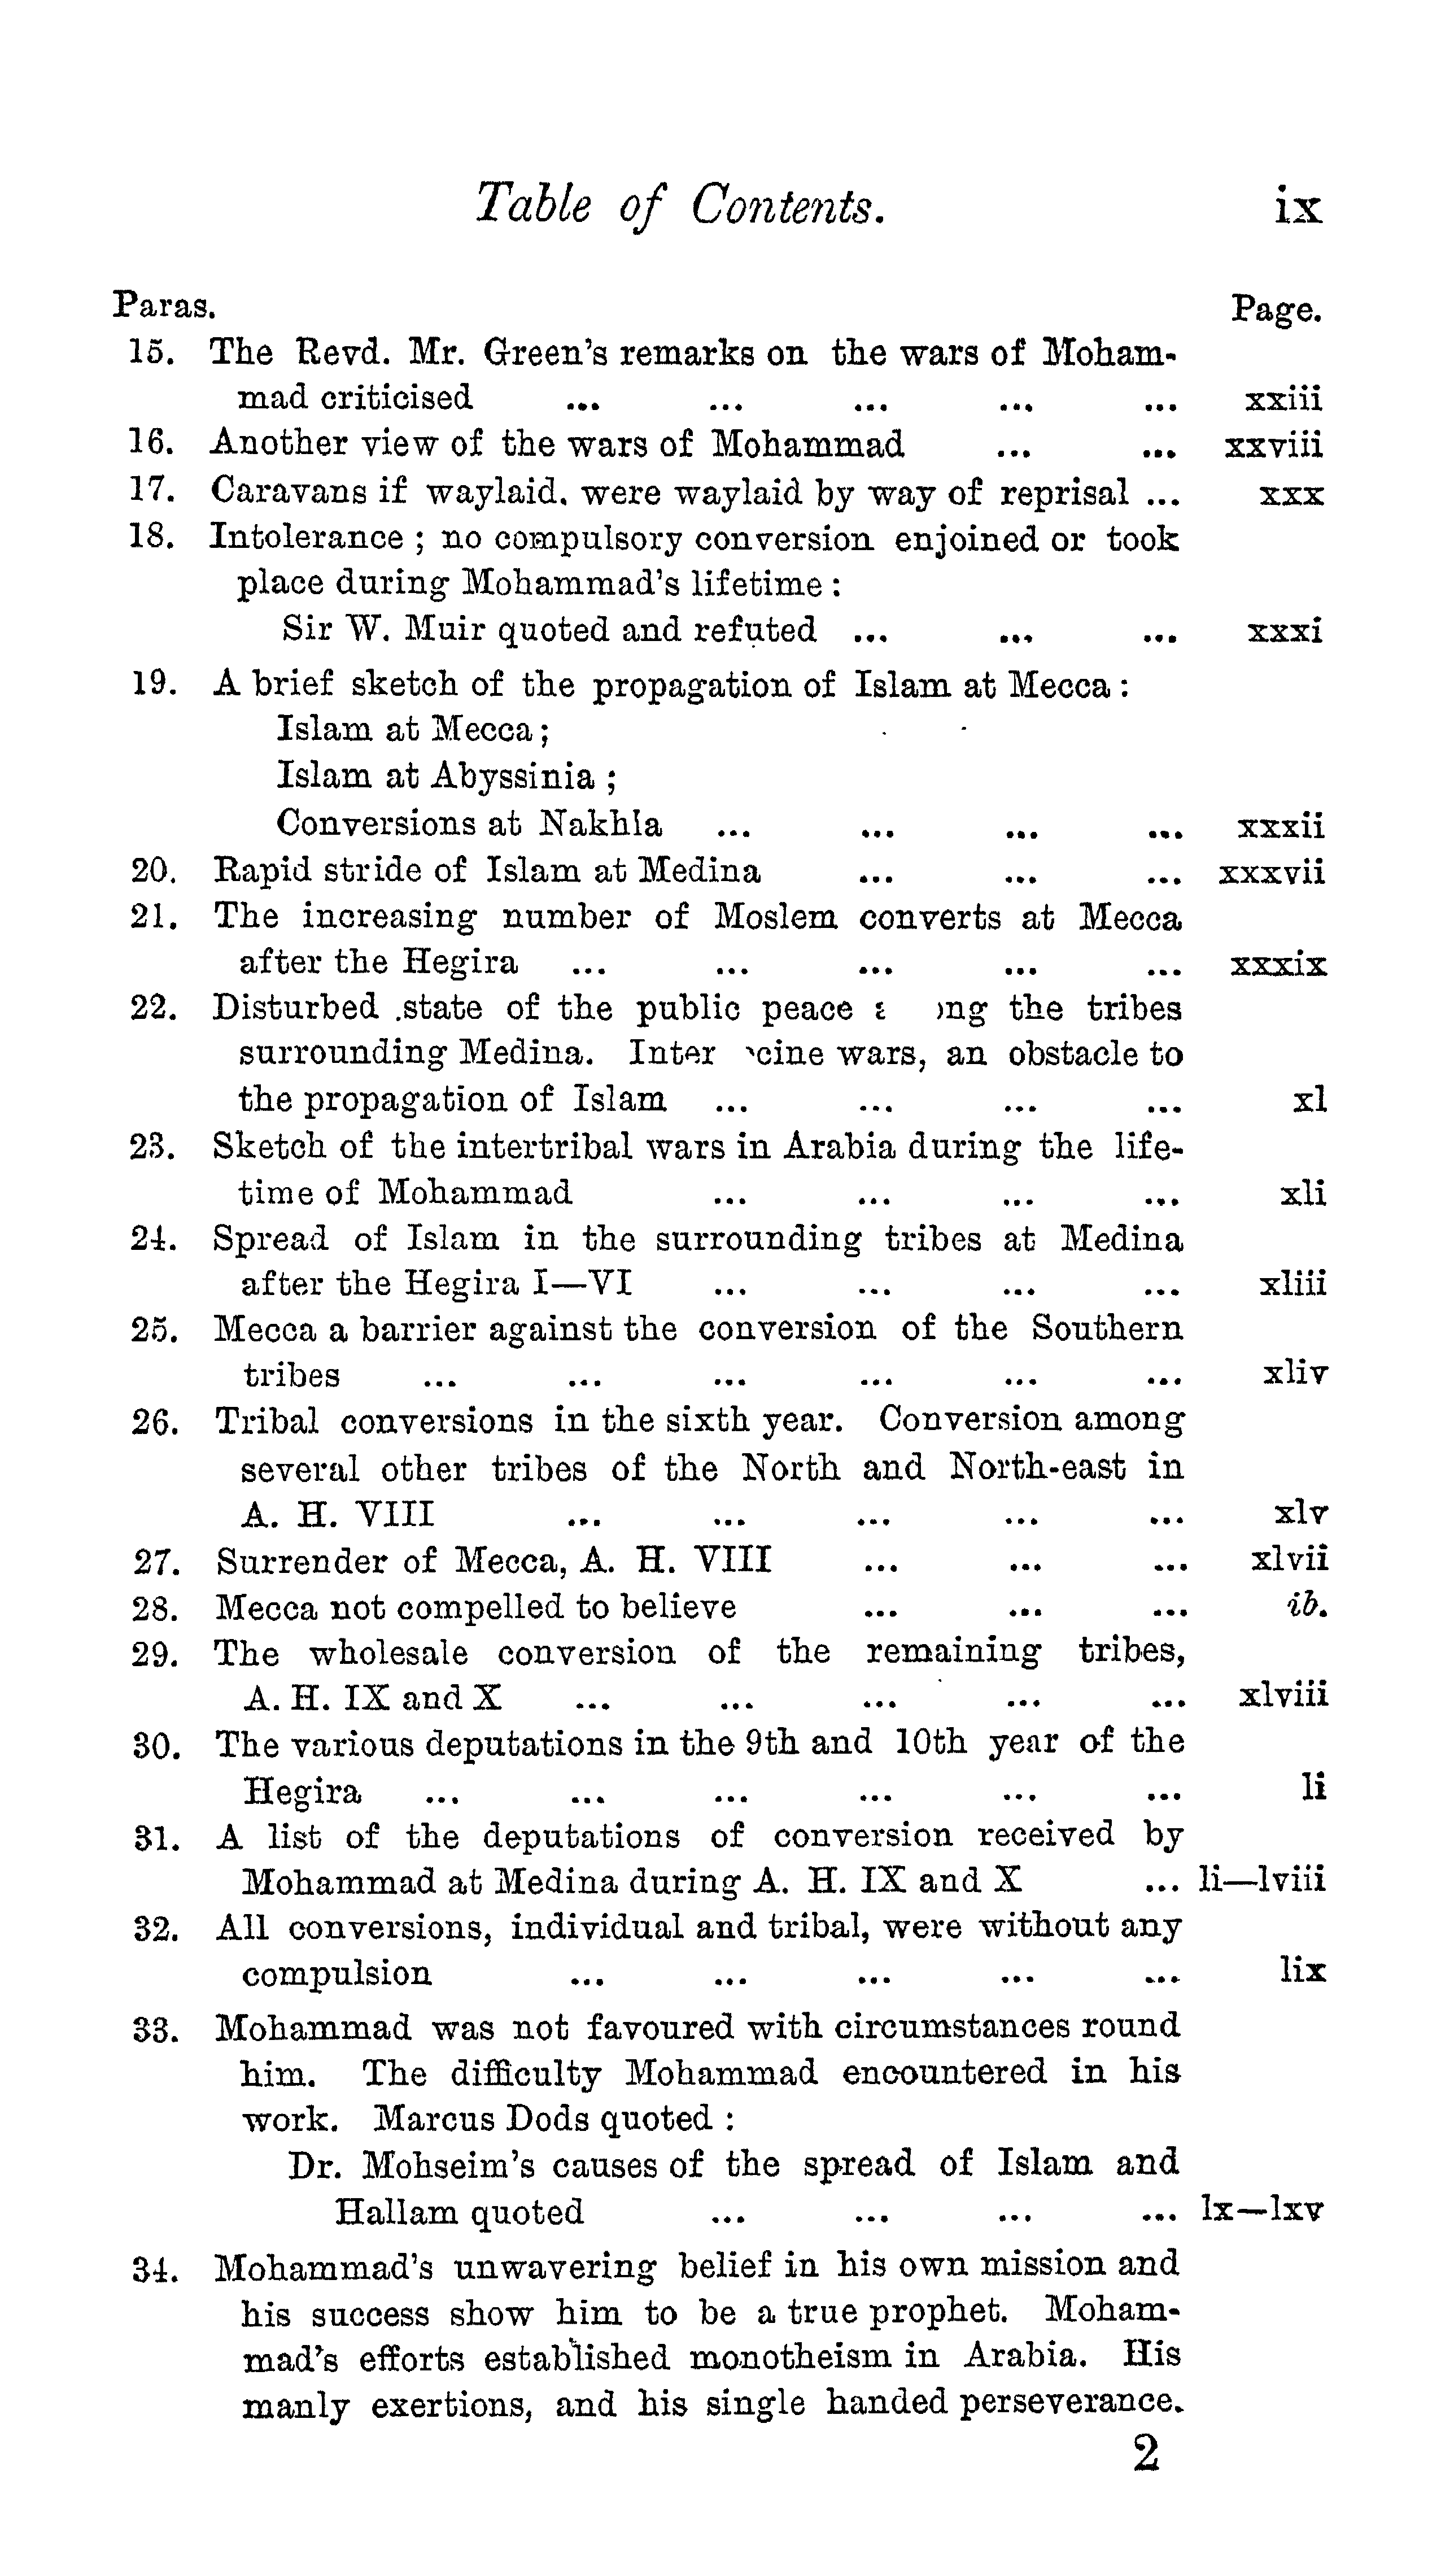 Table of Contents. ix
Paras. Page.
15. The Revd. Mr. Green's remarks on the wars of Moham-
mad criticised ... ... ... ... ... xxiii
16. Another view of the wars of Mohammad ... ... xxviii
17. Caravans if waylaid. were waylaid by way of reprisal ... xxx
18. Intolerance ; no compulsory conversion enjoined or took
place during Mohammad's lifetime :
Sir W. Muir quoted and refuted ... ... ... xxxi
19. A brief sketch of the propagation of Islam at Mecca :
Islam at Mecca ;
Islam at Abyssinia ;
Conversions at Nakhla ... ... ... ... xxxii
20. Rapid stride of Islam at Medina ... ... ... xxxvii
21. The increasing number of Moslem converts at Mecca
after the Hegira ... ... ... ... ... xxxix
22. Disturbed .state of the public peace the tribes
surrounding Medina. wars, an obstacle to
the propagation of Islam ... ... ... ... xl
23. Sketch of the intertribal wars in Arabia during the life-
time of Mohammad ... ... ... ... xli
24. Spread of Islam in the surrounding tribes at Medina
after the Hegira I—VI ... ... ... ... xliii
25. Mecca a barrier against the conversion of the Southern
tribes ... ... ... ... ... ... xliv
26. Tribal conversions in the sixth year. Conversion among
several other tribes of the North and North-east in
A. H. VIII ... ... ... ... ... xlv
27. Surrender of Mecca, A. H. VIII ... ... ... xlvii
28. Mecca not compelled to believe ... ... ... ib.
29. The wholesale conversion of the remaining tribes,
A. H. IX and X ... ... ... ... ... xlviii
30. The various deputations in the 9th and 10th year of the
Hegira ... ... ... ... ... ... li
31. A list of the deputations of conversion received by
Mohammad at Medina during A. H. IX and X ... li—lviii
32. All conversions, individual and tribal, were without any
compulsion ... ... ... ... ... lix
33. Mohammad was not favoured with circumstances round
him. The difficulty Mohammad encountered in his
work. Marcus Dods quoted :
Dr. Mohseim's causes of the spread of Islam and
Hallam quoted ... ... ... ... lx—lxv
34. Mohammad's unwavering belief in his own mission and
his success show him to be a true prophet. Moham-
mad's efforts established monotheism in Arabia. His
manly exertions, and his single handed perseverance.
2